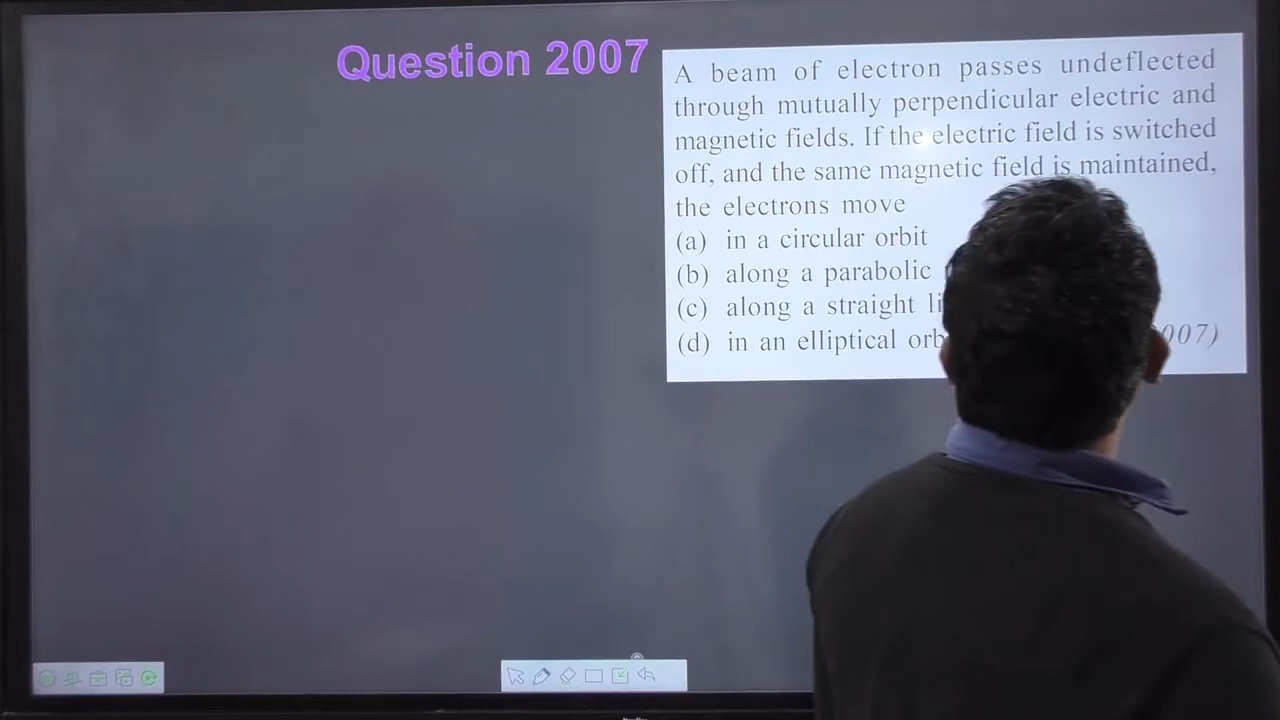 Question 2007
A beam of electron passes undeflected
through mutually perpendicular electric and
magnetic fields. If the electric field is switched
off, and the same magnetic field is maintained,
the electrons move
(a) in a circular orbit
(b) along a parabolic
(c) along a straight
(d) in an elliptical